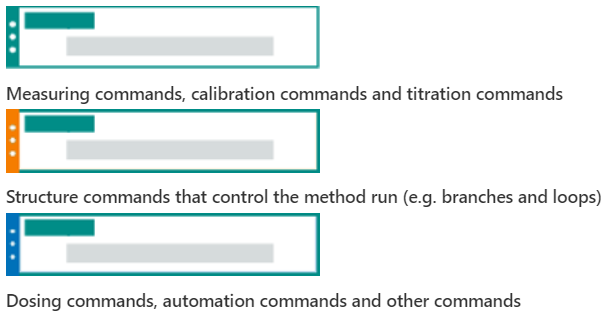 Measuring commands, calibration commands and titration commands
Structure commands that control the method run (e.g. branches and loops)
Dosing commands, automation commands and other commands